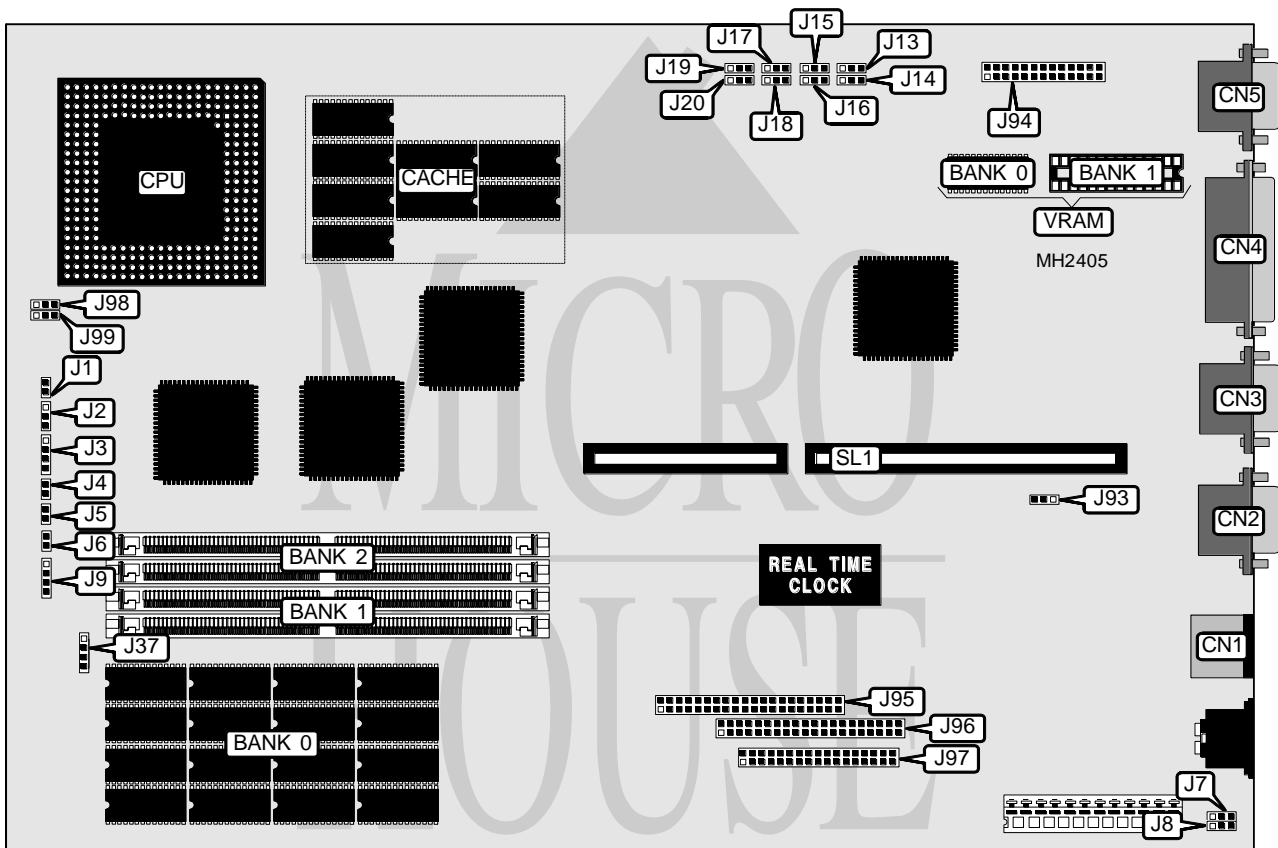 J15
J17
J13
J19
J14
J20
J16
J18
J94
CN5
CPU
CACHE
BANK 0
BANK 1
VRAM
MH2405
CN4
J98
J99
J1
J2
J3
J4
J5
J6
J9
CN3
SL1
J93
CN2
BANK 2
BANK 1
REAL TIME
CLOCK
J37
CN1
BANK 0
J95
J96
J97
J7
J8
MICRO
HOUSE